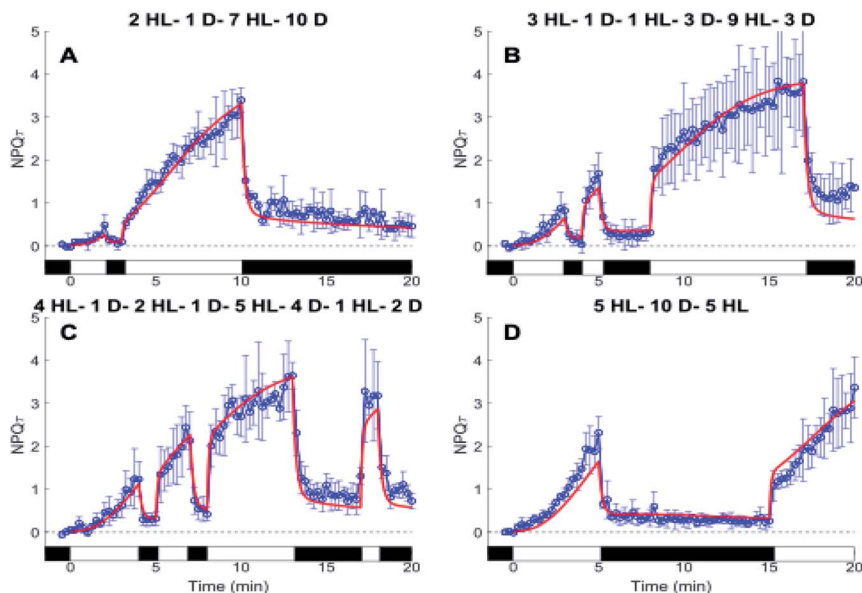 2 HL- 1 D- 7 HL- 10 D
3 HL- 1 D- 1 HL- 3 D- 9 HL- 3 D
A
B
NPQT
5
4
3
2
1
0
0 5 10 15 20
NPQT
5
4
3
2
1
0
0 5 10 15 20
4 HL- 1 D- 2 HL- 1 D- 5 HL- 4 D- 1 HL- 2 D
5 HL- 10 D- 5 HL
C
D
NPQT
5
4
3
2
1
0
0 5 10 15 20
Time (min)
NPQT
5
4
3
2
1
0
0 5 10 15 20
Time (min)